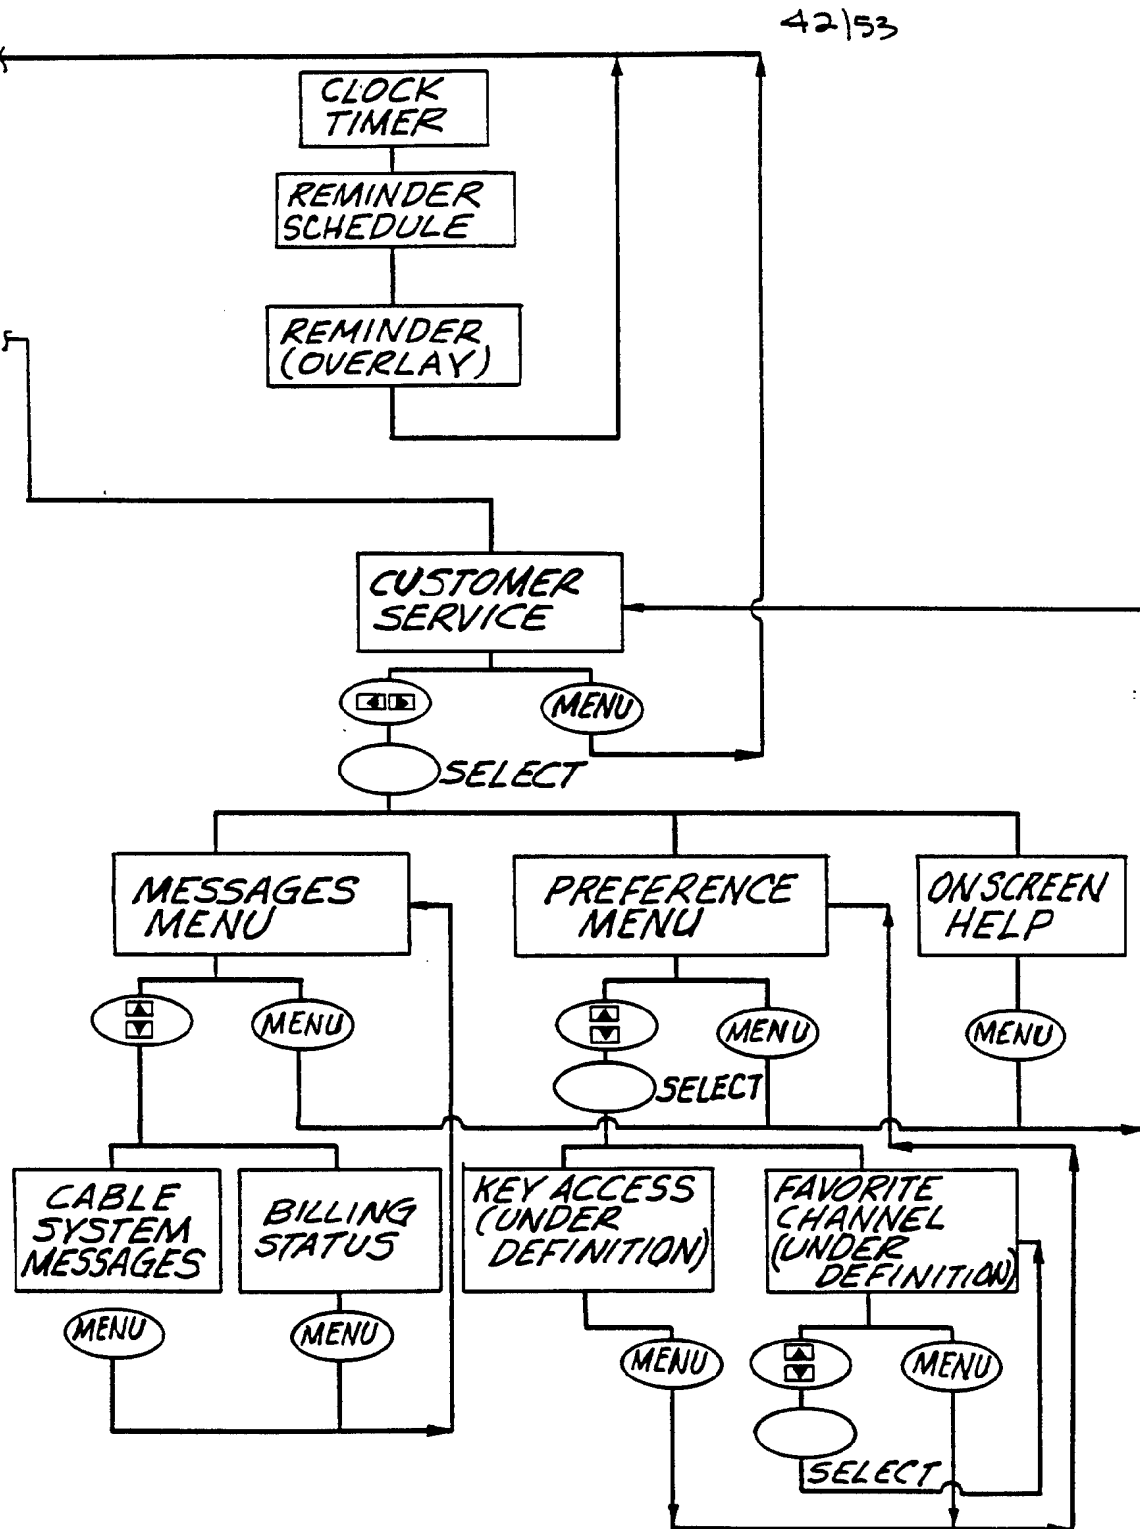 42/53
CLOCK
TIMER
REMINDER
SCHEDULE
REMINDER
(OVERLAY)
CUSTOMER
SERVICE
MENU
SELECT
MESSAGES
MENU
PREFERENCE
MENU
ON SCREEN
HELP
MENU
MENU
MENU
SELECT
CABLE
SYSTEM
MESSAGES
BILLING
STATUS
KEY ACCESS
(UNDER
DEFINITION)
FAVORITE
CHANNEL
(UNDER
DEFINITION)
MENU
MENU
MENU
MENU
SELECT